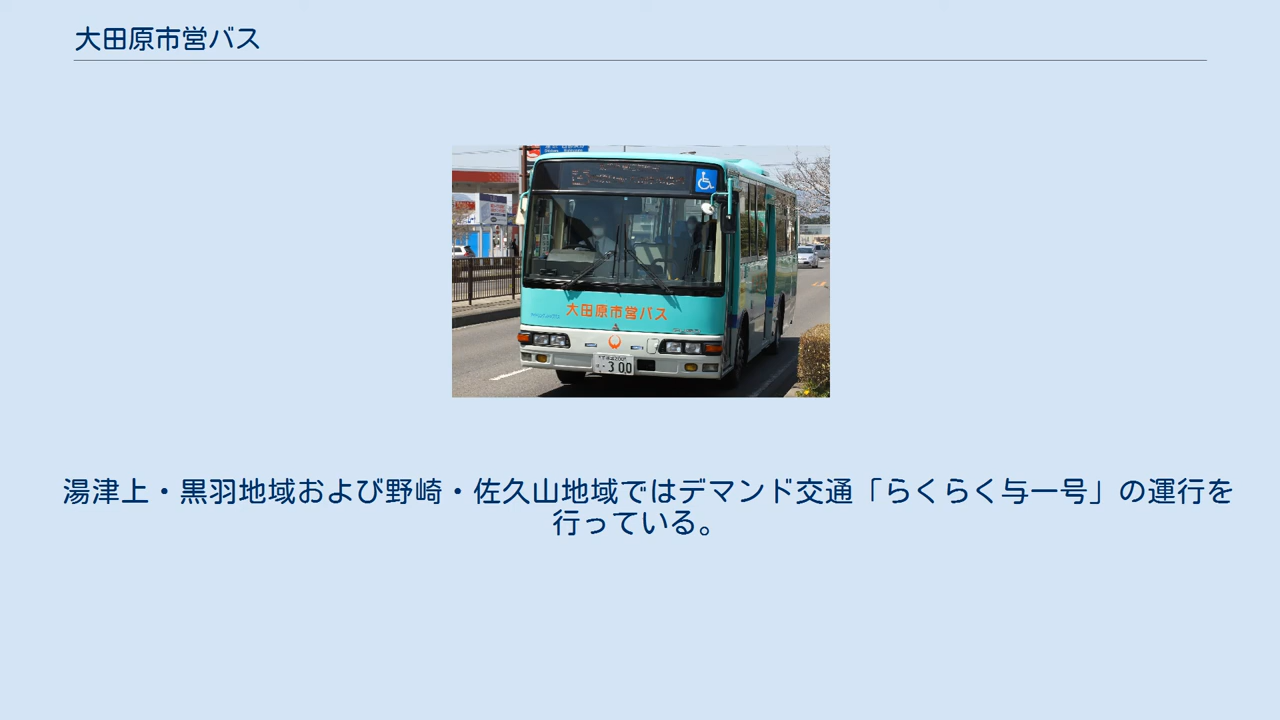 大田原市営バス
大田原市営バス
300
湯津上・黒羽地域および野崎・佐久山地域ではデマンド交通「らくらく与一号」の運行を
行っている。